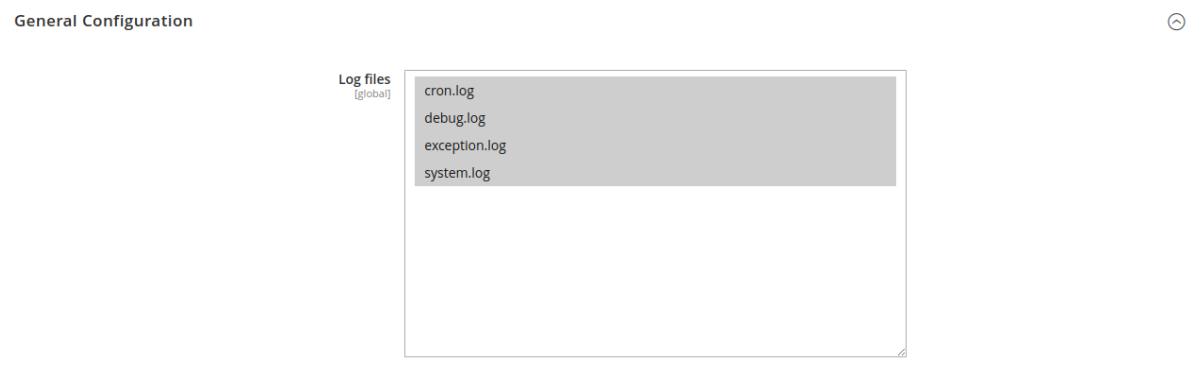 General Configuration
Log files
[global]
cron.log
debug.log
exception.log
system.log